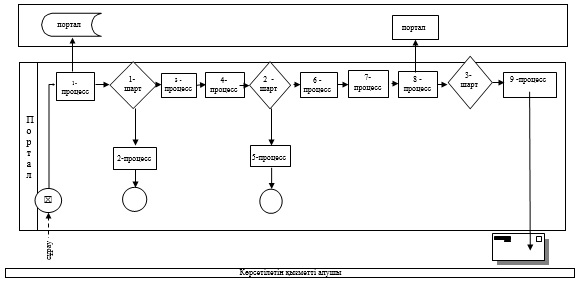 портал
портал
1-
процесс
1-
шарт
3 -
процесс
4-
процесс
2 -
шарт
6 -
процесс
7-
процесс
8 -
процесс
3-
шарт
9 -процесс
Портал
2-процесс
5-процесс
сұрау
Көрсетілетін қызметті алушы